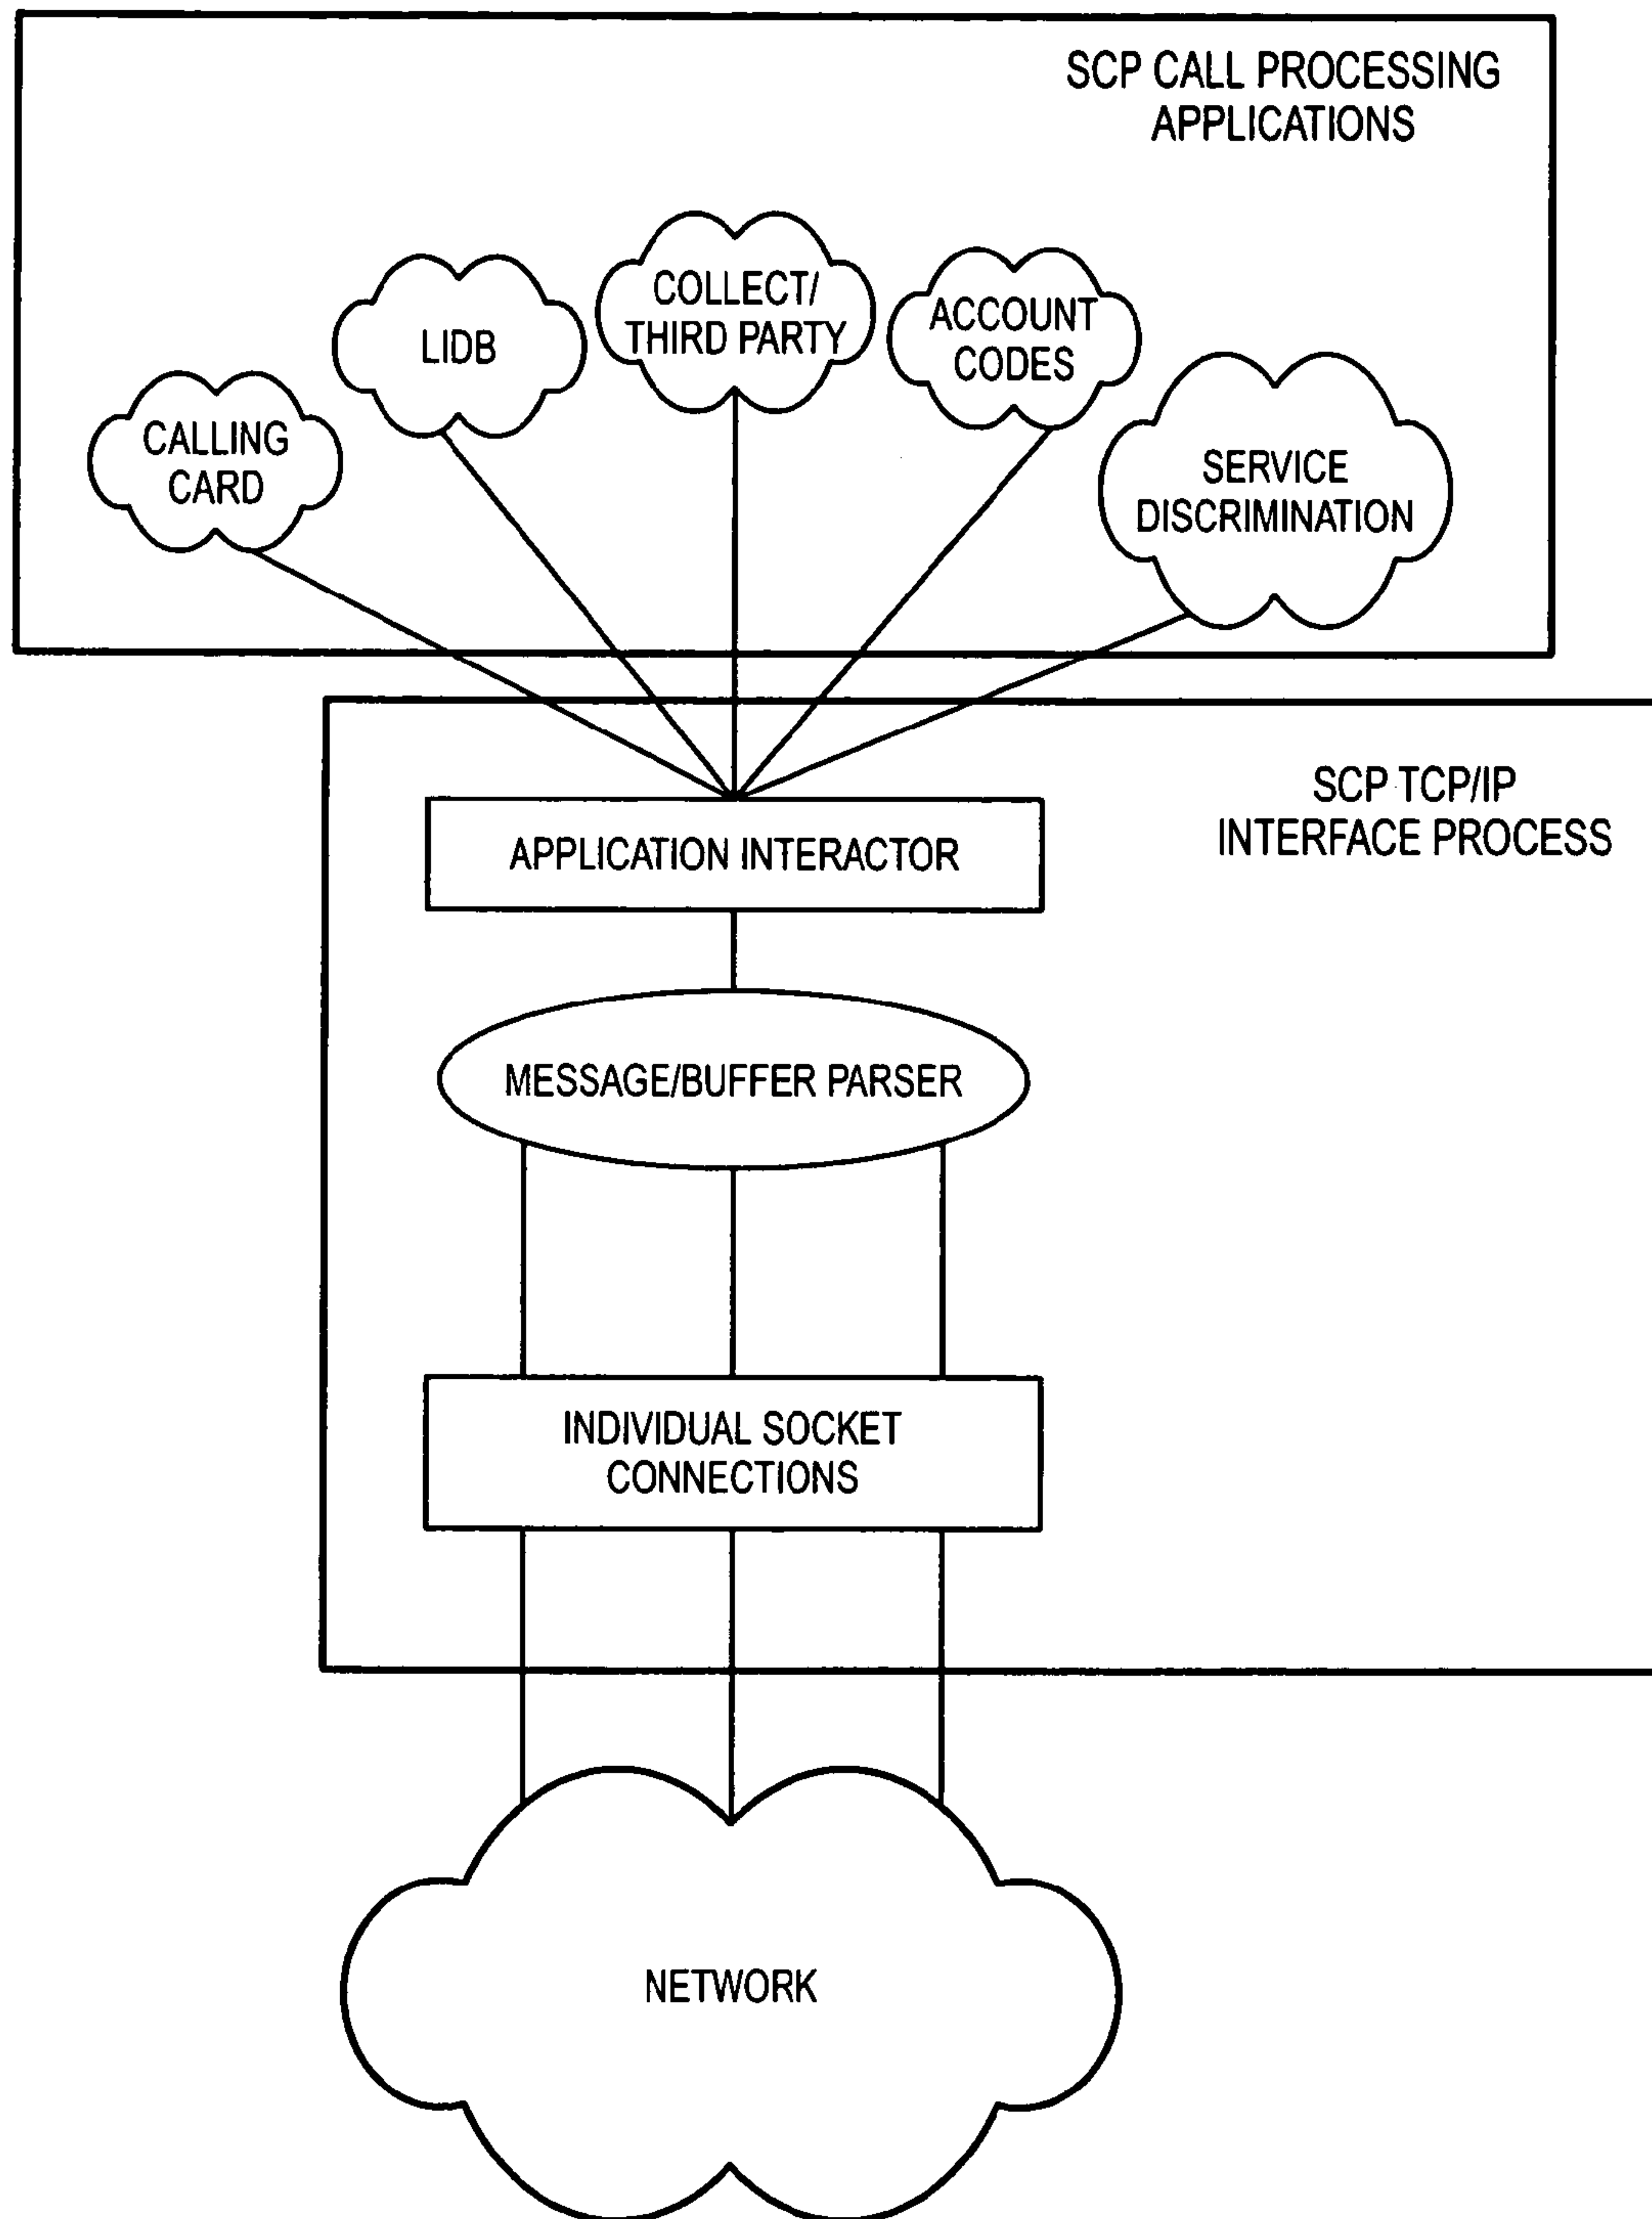 SCP CALL PROCESSING
APPLICATIONS
COLLECT/
THIRD PARTY
LIDB
ACCOUNT
CODES
CALLING
CARD
SERVICE
DISCRIMINATION
SCP TCP/IP
INTERFACE PROCESS
APPLICATION INTERACTOR
MESSAGE/BUFFER PARSER
INDIVIDUAL SOCKET
CONNECTIONS
NETWORK